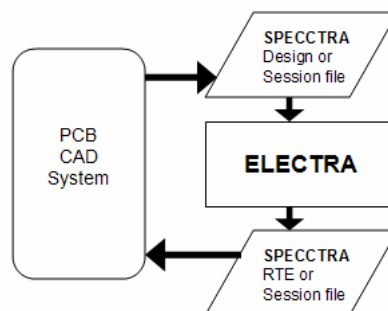 PCB
CAD
System
SPECCTRA
Design or
Session file
ELECTRA
SPECCTRA
RTE or
Session file